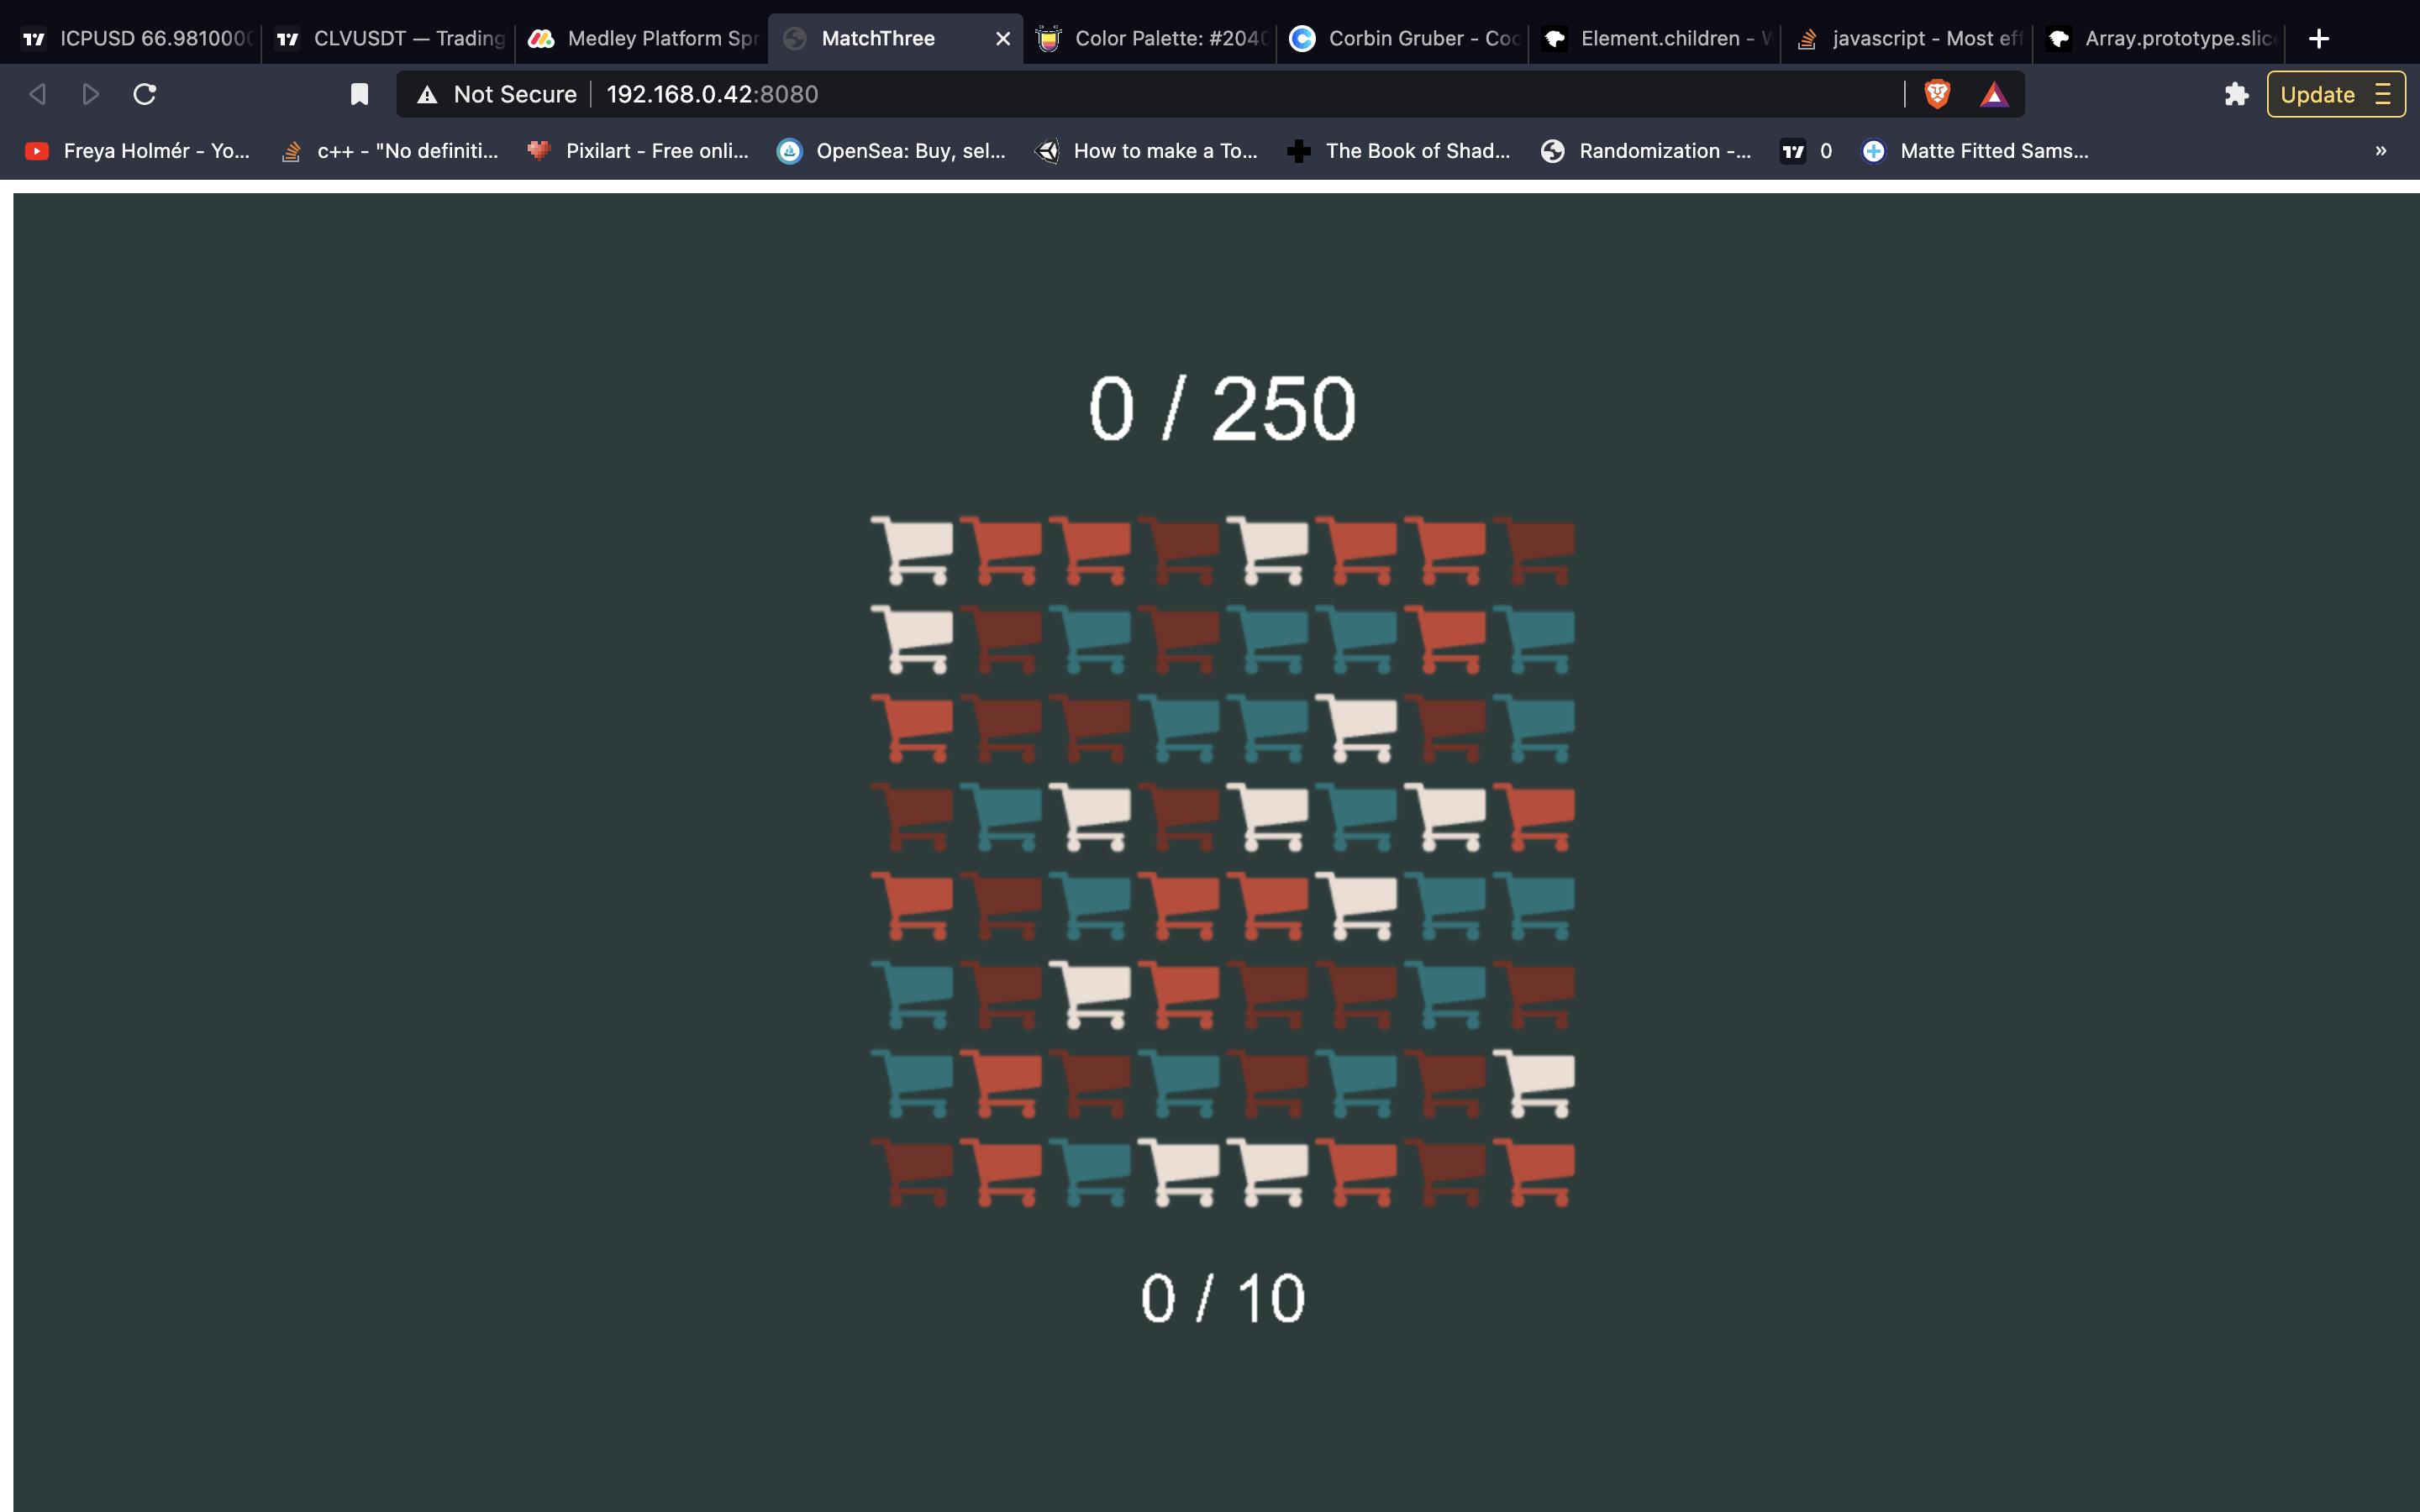 ICPUSD 66.981000 CLVUSDT — Trading Medley Platform Spr MatchThree Color Palette: #204 Corbin Gruber - Coo Element.children - javascript - Most eff Array.prototype.slic
Not Secure 192.168.0.42:8080 Update
Freya Holmér - Yo... c++ - "No definiti... Pixilart - Free onli... OpenSea: Buy, sel... How to make a To... The Book of Shad... Randomization -... 0 Matte Fitted Sams... »
0 / 250
0 / 10